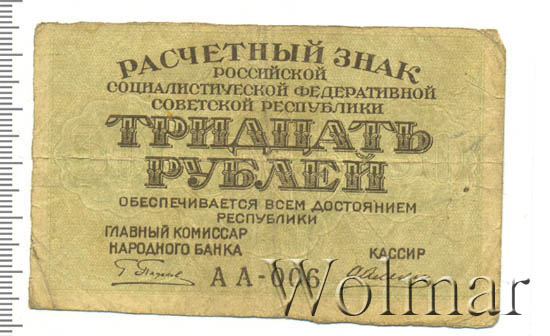 РАСЧЕТНЫЙ ЗНАК
РОССИЙСКОЙ
СОЦИАЛИСТИЧЕСКОЙ ФЕДЕРАТИВНОЙ
СОВЕТСКОЙ РЕСПУБЛИКИ
ТРИДЦАТЬ
РУБЛЕЙ
ОБЕСПЕЧИВАЕТСЯ ВСЕМ ДОСТОЯНИЕМ
РЕСПУБЛИКИ
ГЛАВНЫЙ КОМИССАР
НАРОДНОГО БАНКА КАССИР
АА-006
Wolmar